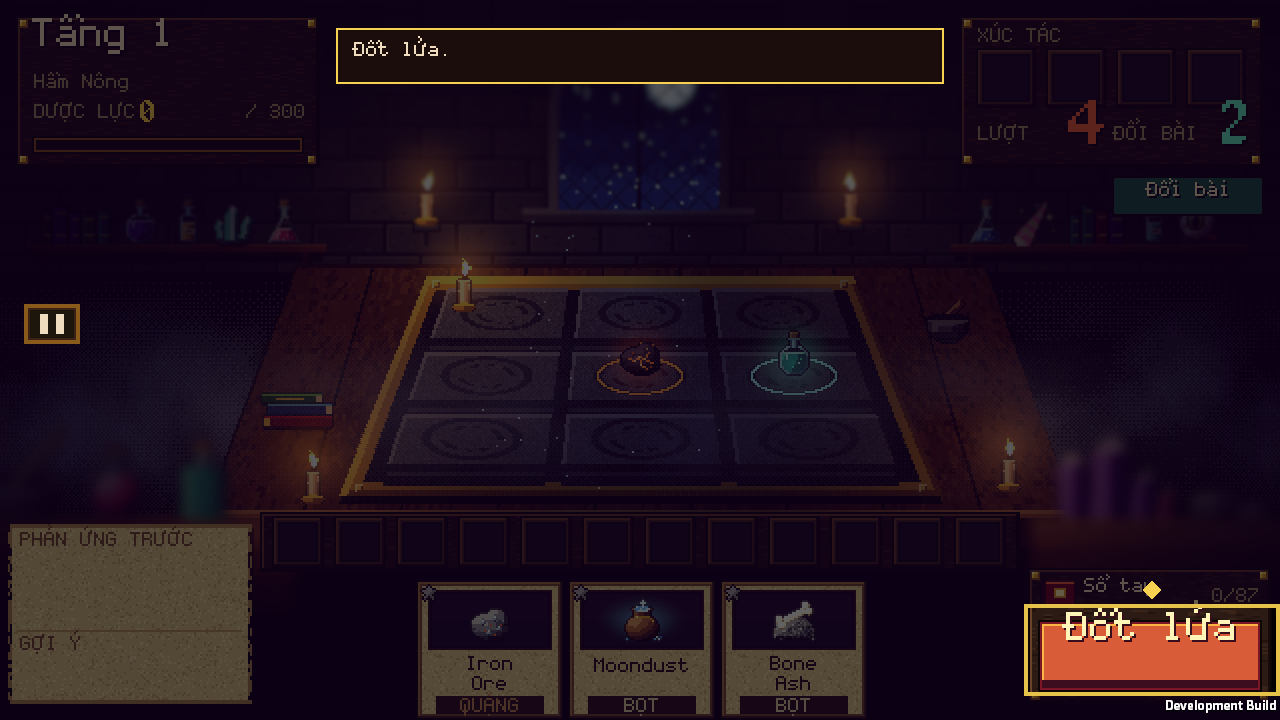 Tầng 1
Hầm Nông
DƯỢC LỰC 0 / 300
Đốt lửa.
XÚC TÁC
LƯỢT 4 ĐỔI BÀI 2
Đổi bài
PHẢN ỨNG TRƯỚC
GỢI Ý
Iron
Ore
QUẶNG
Moondust
BỘT
Bone
Ash
BỘT
Sổ tay
0/87
Đốt lửa
Development Build